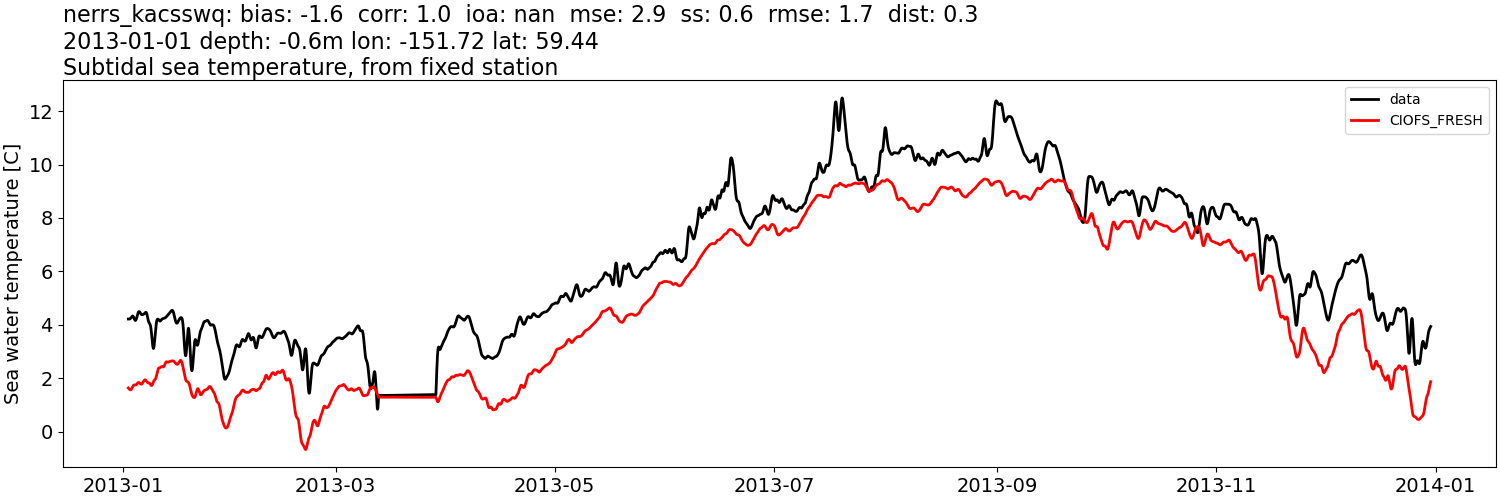 nerrs_kacsswq: bias: -1.6  corr: 1.0  ioa: nan  mse: 2.9  ss: 0.6  rmse: 1.7  dist: 0.3
2013-01-01 depth: -0.6m lon: -151.72 lat: 59.44
Subtidal sea temperature, from fixed station
data
CIOFS_FRESH
Sea water temperature [C]
12
10
8
6
4
2
0
2013-01
2013-03
2013-05
2013-07
2013-09
2013-11
2014-01